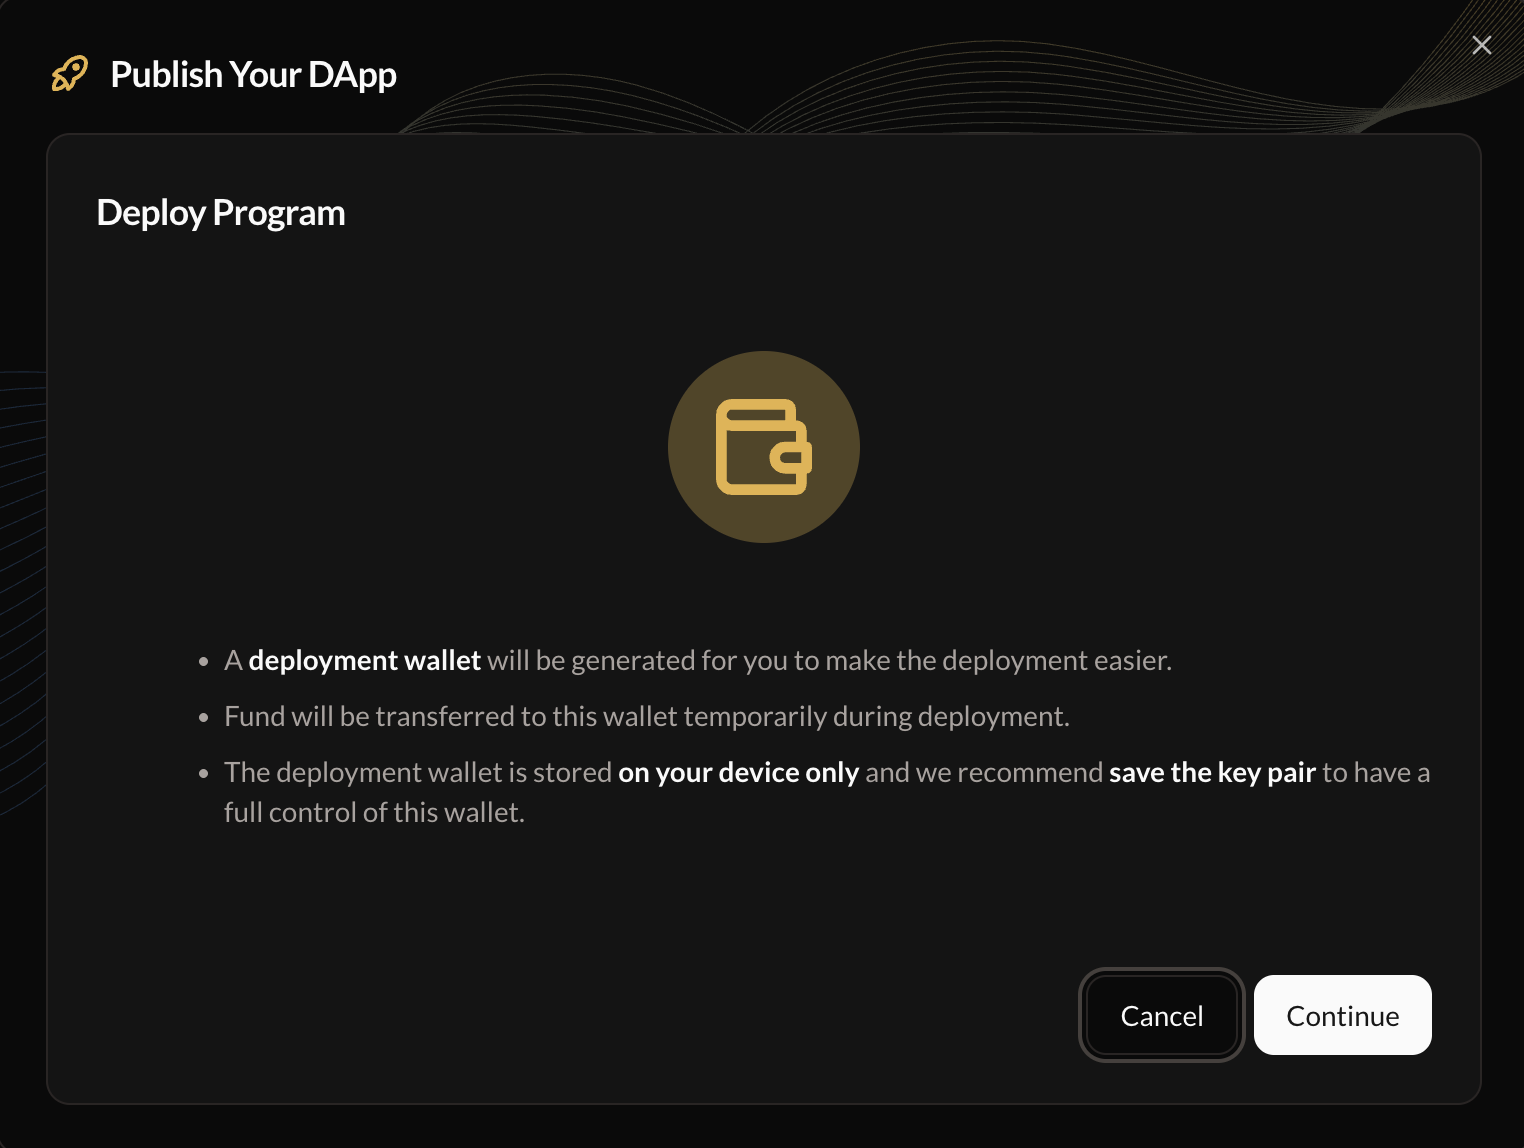 Publish Your DApp
Deploy Program
• A deployment wallet will be generated for you to make the deployment easier.
• Fund will be transferred to this wallet temporarily during deployment.
• The deployment wallet is stored on your device only and we recommend save the key pair to have a
full control of this wallet.
Cancel
Continue